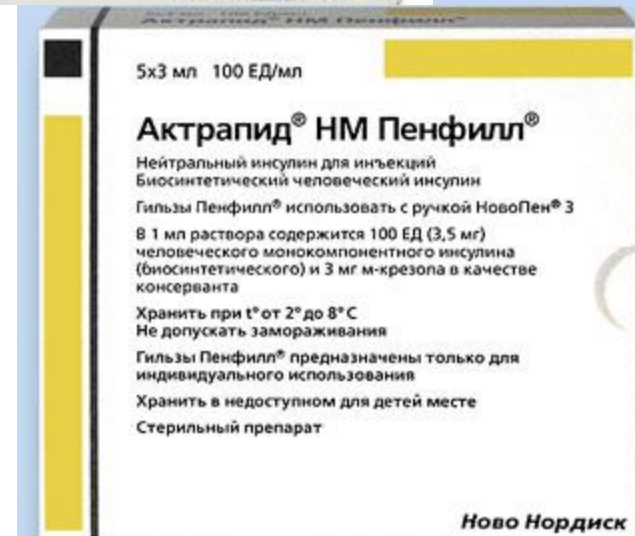 Актрапид® НМ Пенфилл®
5х3 мл 100 ЕД/мл
Актрапид® НМ Пенфилл®
Нейтральный инсулин для инъекций
Биосинтетический человеческий инсулин
Гильзы Пенфилл® использовать с ручкой НовоПен® 3
В 1 мл раствора содержится 100 ЕД (3,5 мг)
человеческого монокомпонентного инсулина
(биосинтетического) и 3 мг м-крезола в качестве
консерванта
Хранить при t° от 2° до 8° С
Не допускать замораживания
Гильзы Пенфилл® предназначены только для
индивидуального использования
Хранить в недоступном для детей месте
Стерильный препарат
Ново Нордиск